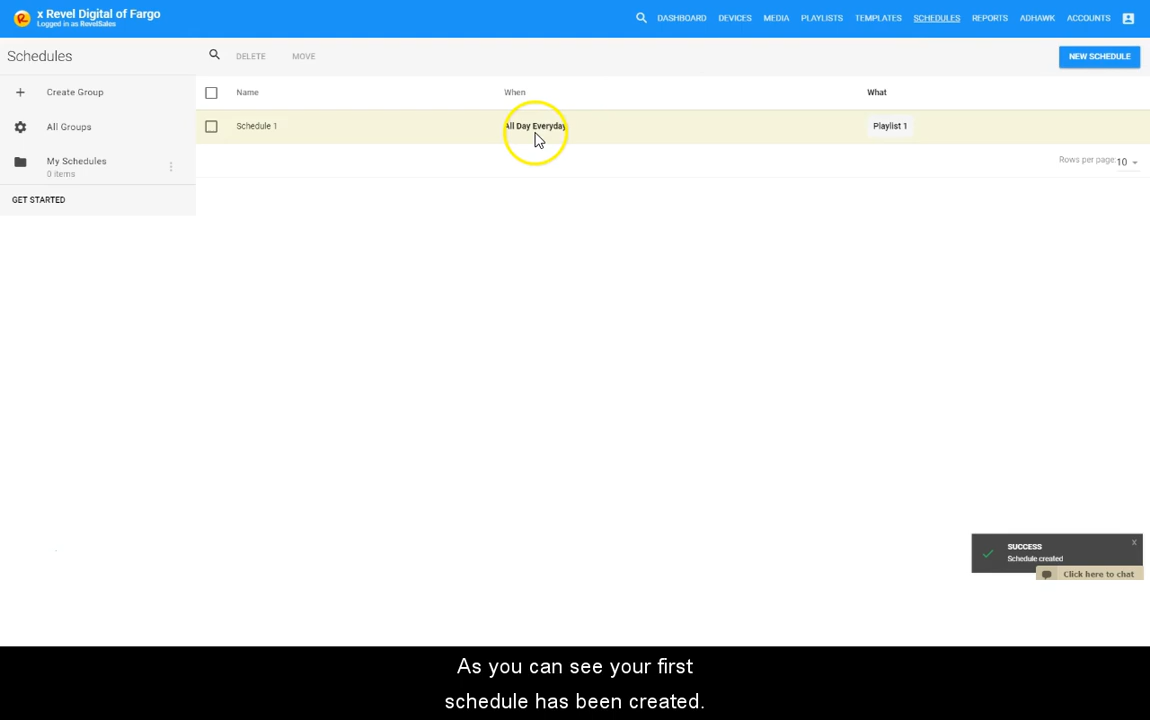 x Revel Digital of Fargo
Logged in as RevelSales
DASHBOARD DEVICES MEDIA PLAYLISTS TEMPLATES SCHEDULES REPORTS ADHAWK ACCOUNTS
Schedules
DELETE MOVE
NEW SCHEDULE
Create Group
All Groups
My Schedules
0 items
GET STARTED
Name When What
Schedule 1 All Day Everyday Playlist 1
Rows per page: 10
SUCCESS x
Schedule created
Click here to chat
As you can see your first
schedule has been created.